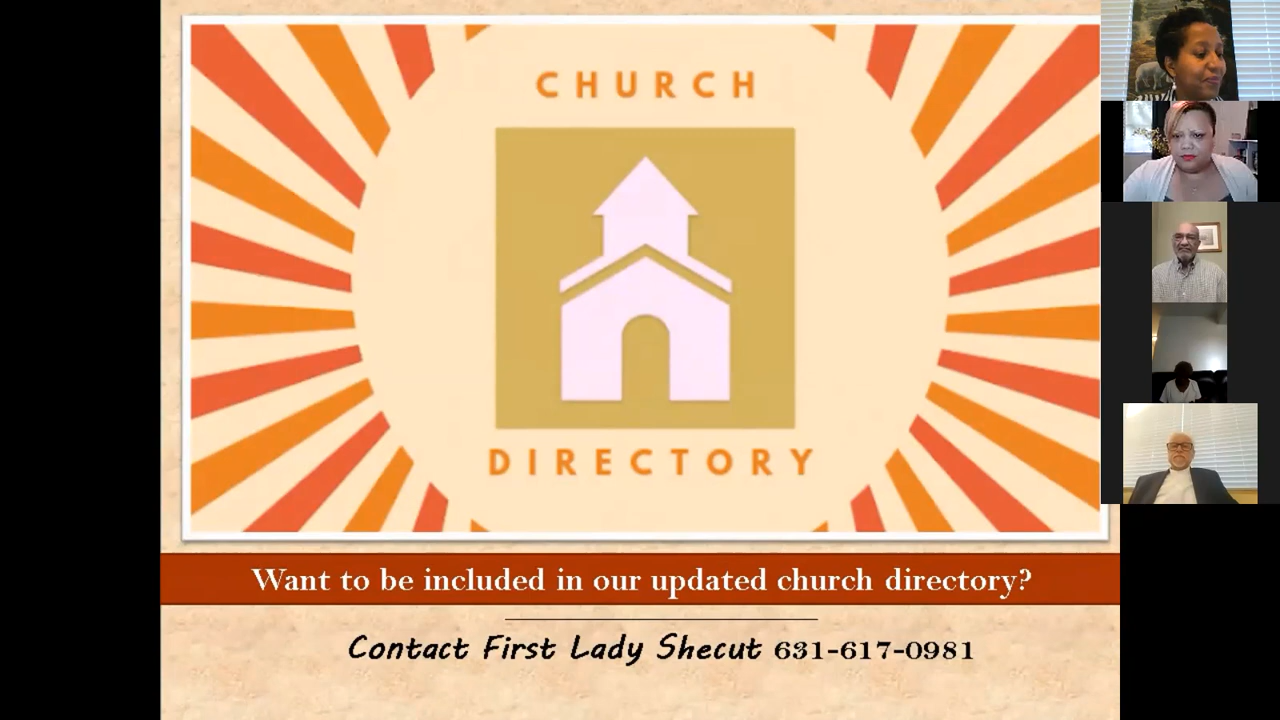 CHURCH
DIRECTORY
Want to be included in our updated church directory?
Contact First Lady Shecut 631-617-0981